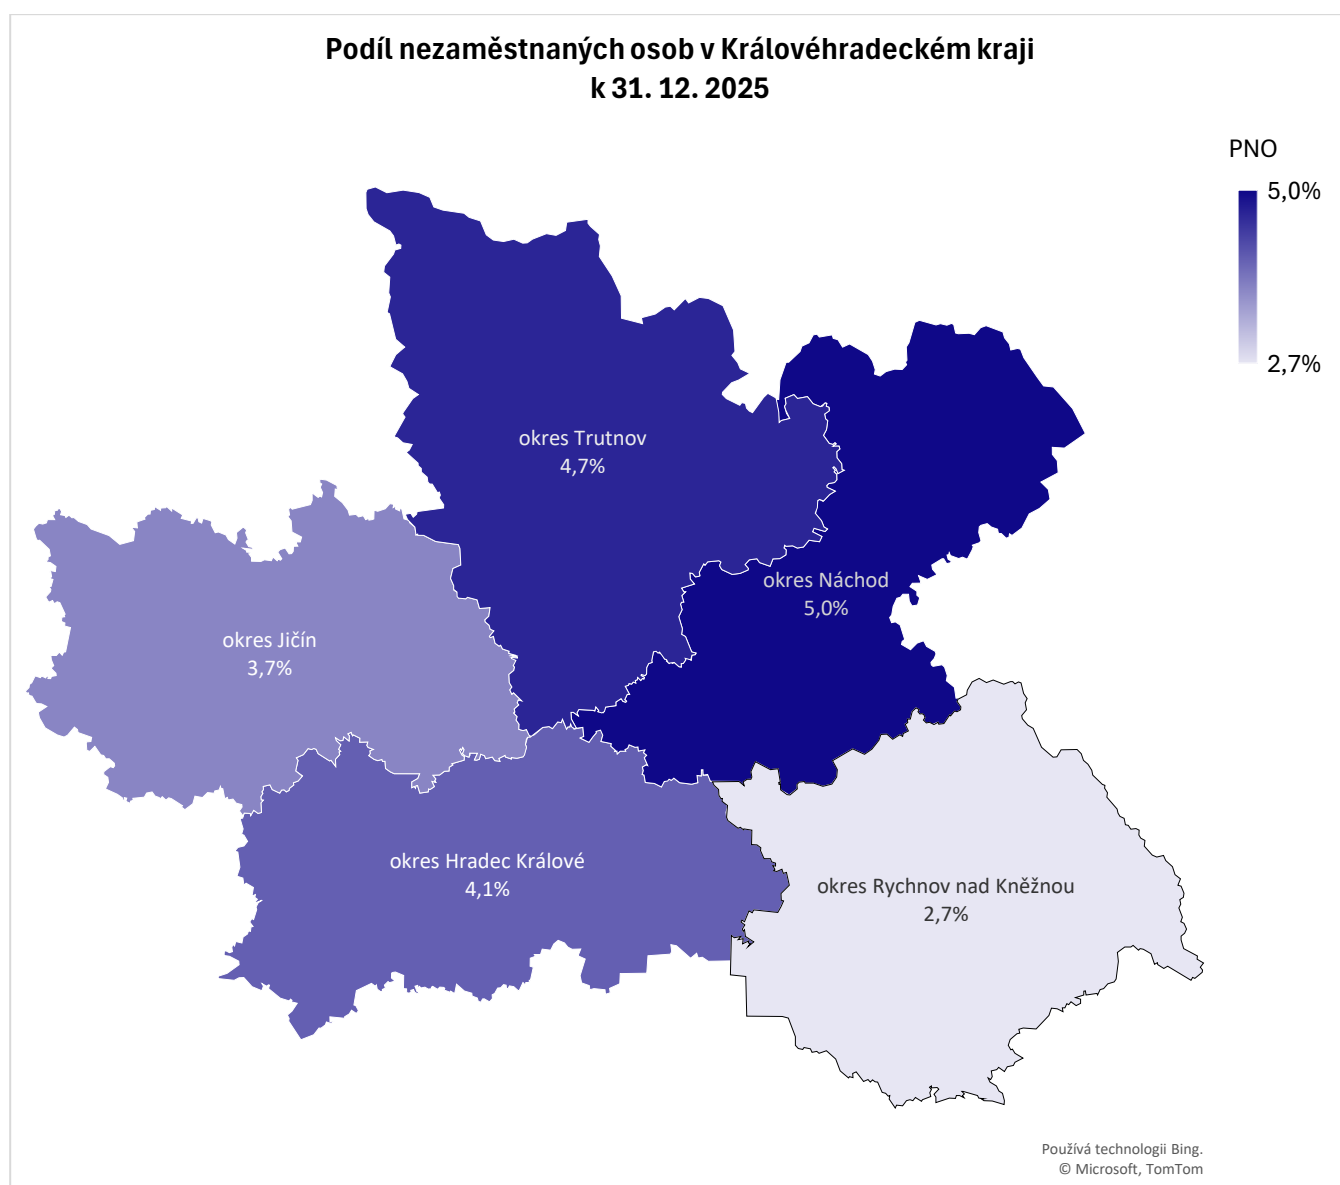 Podíl nezaměstnaných osob v Královéhradeckém kraji
k 31. 12. 2025
PNO
5,0%
2,7%
okres Trutnov
4,7%
okres Náchod
5,0%
okres Jičín
3,7%
okres Hradec Králové
4,1%
okres Rychnov nad Kněžnou
2,7%
Používá technologii Bing.
© Microsoft, TomTom